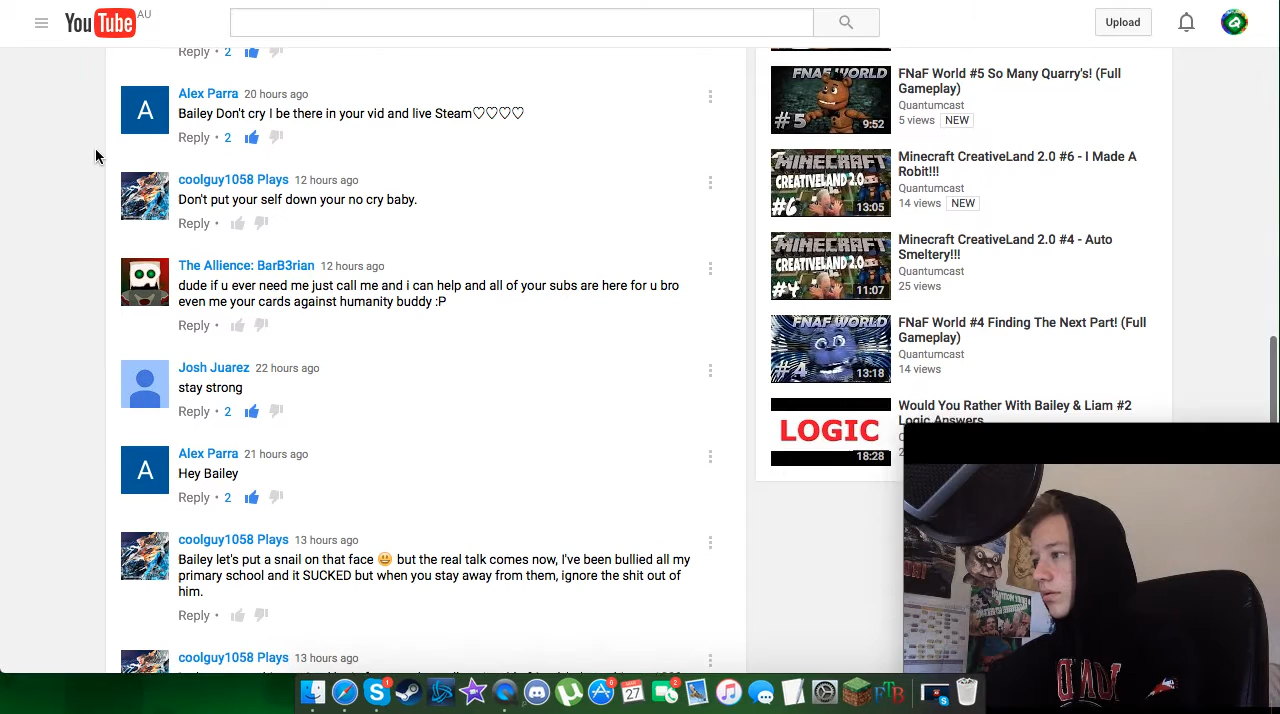 YouTube AU
Upload
Reply • 2
Alex Parra 20 hours ago
Bailey Don't cry I be there in your vid and live Steam♡♡♡♡
Reply • 2
coolguy1058 Plays 12 hours ago
Don't put your self down your no cry baby.
Reply •
The Allience: BarB3rian 12 hours ago
dude if u ever need me just call me and i can help and all of your subs are here for u bro
even me your cards against humanity buddy :P
Reply •
Josh Juarez 22 hours ago
stay strong
Reply • 2
Alex Parra 21 hours ago
Hey Bailey
Reply • 2
coolguy1058 Plays 13 hours ago
Bailey let's put a snail on that face 😃 but the real talk comes now, I've been bullied all my
primary school and it SUCKED but when you stay away from them, ignore the shit out of
him.
Reply •
coolguy1058 Plays 13 hours ago
FNAF WORLD
#5
9:52
FNaF World #5 So Many Quarry's! (Full
Gameplay)
Quantumcast
5 views NEW
MINECRAFT
CREATIVELAND 2.0
#6
13:05
Minecraft CreativeLand 2.0 #6 - I Made A
Robit!!!
Quantumcast
14 views NEW
MINECRAFT
CREATIVELAND 2.0
#4
11:07
Minecraft CreativeLand 2.0 #4 - Auto
Smeltery!!!
Quantumcast
25 views
FNAF WORLD
#4
13:18
FNaF World #4 Finding The Next Part! (Full
Gameplay)
Quantumcast
14 views
LOGIC
18:28
Would You Rather With Bailey & Liam #2
Logic Answers
A
A
1
6
27
2
FTB